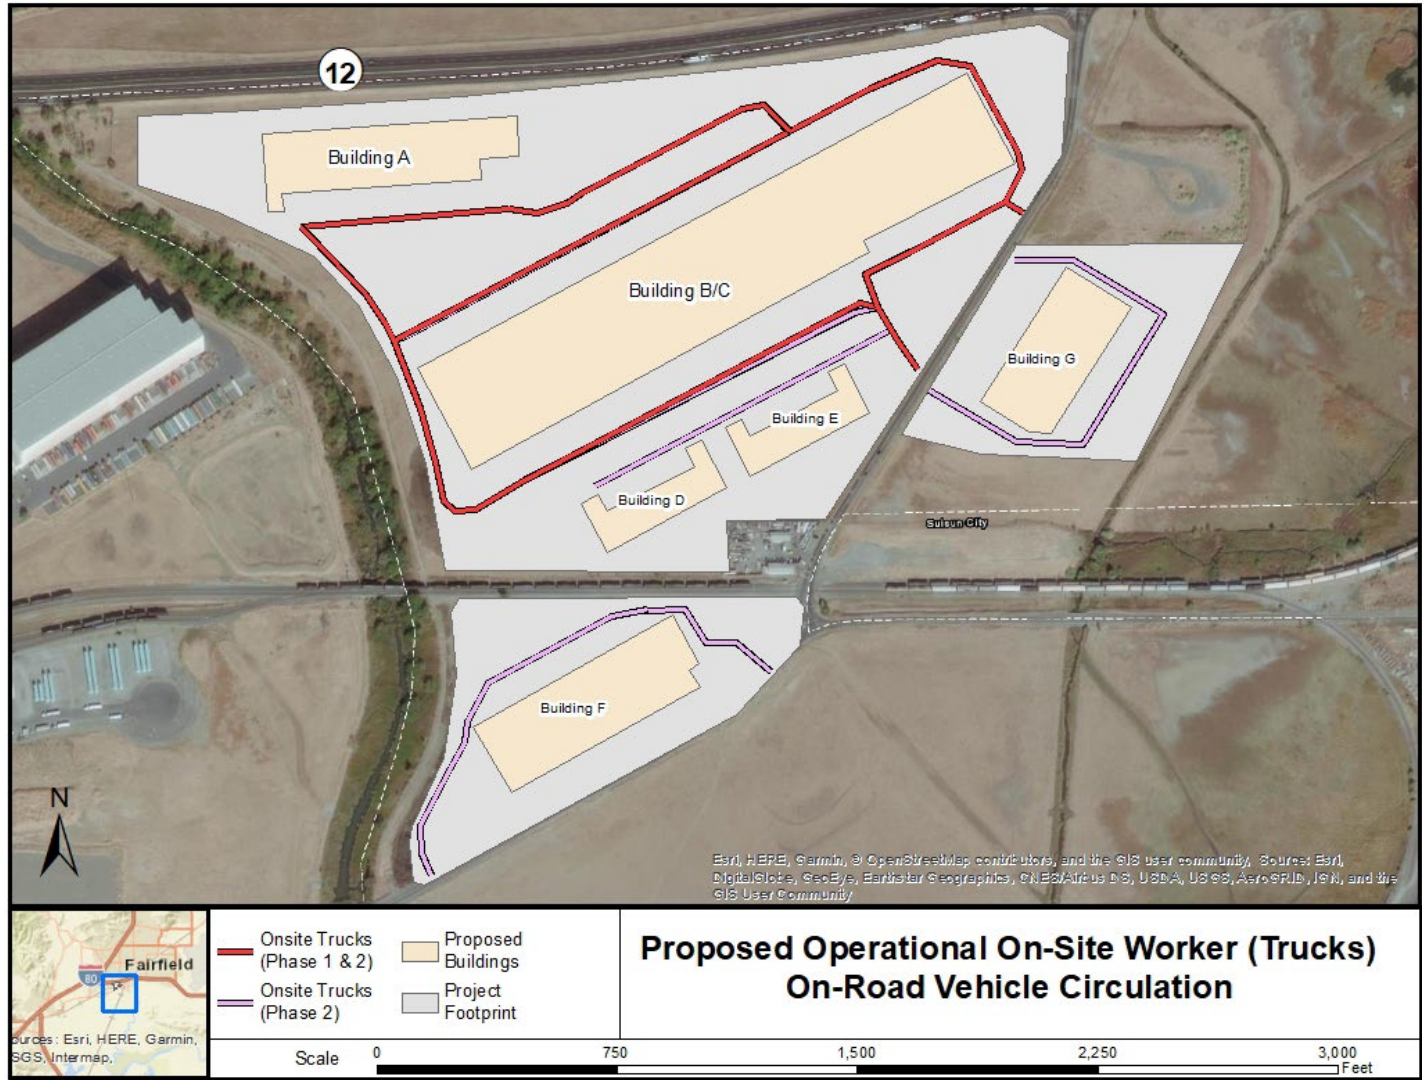 12
Building A
Building B/C
Building G
Building E
Building D
Suisun City
Building F
N
Esri, HERE, Garmin, © OpenStreetMap contributors, and the GIS user community, Source: Esri,
DigitalGlobe, GeoEye, Earthstar Geographics, CNES/Airbus DS, USDA, USGS, AeroGRID, IGN, and the
GIS User Community
Fairfield
80
ources: Esri, HERE, Garmin,
SGS, Intermap,
Onsite Trucks
(Phase 1 & 2)
Onsite Trucks
(Phase 2)
Proposed
Buildings
Project
Footprint
Proposed Operational On-Site Worker (Trucks)
On-Road Vehicle Circulation
Scale 0 750 1,500 2,250 3,000
Feet